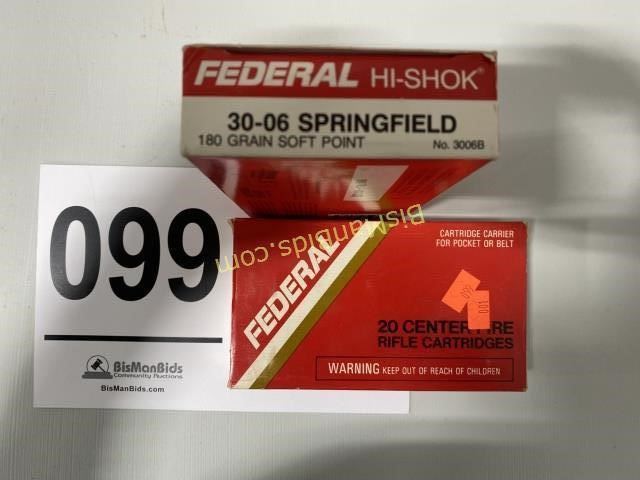 FEDERAL HI-SHOK®
30-06 SPRINGFIELD
180 GRAIN SOFT POINT No. 3006B
099
BisManBids
Community Auctions
BisManBids.com
BisManBids.com
FEDERAL
CARTRIDGE CARRIER
FOR POCKET OR BELT
20 CENTERFIRE
RIFLE CARTRIDGES
WARNING KEEP OUT OF REACH OF CHILDREN